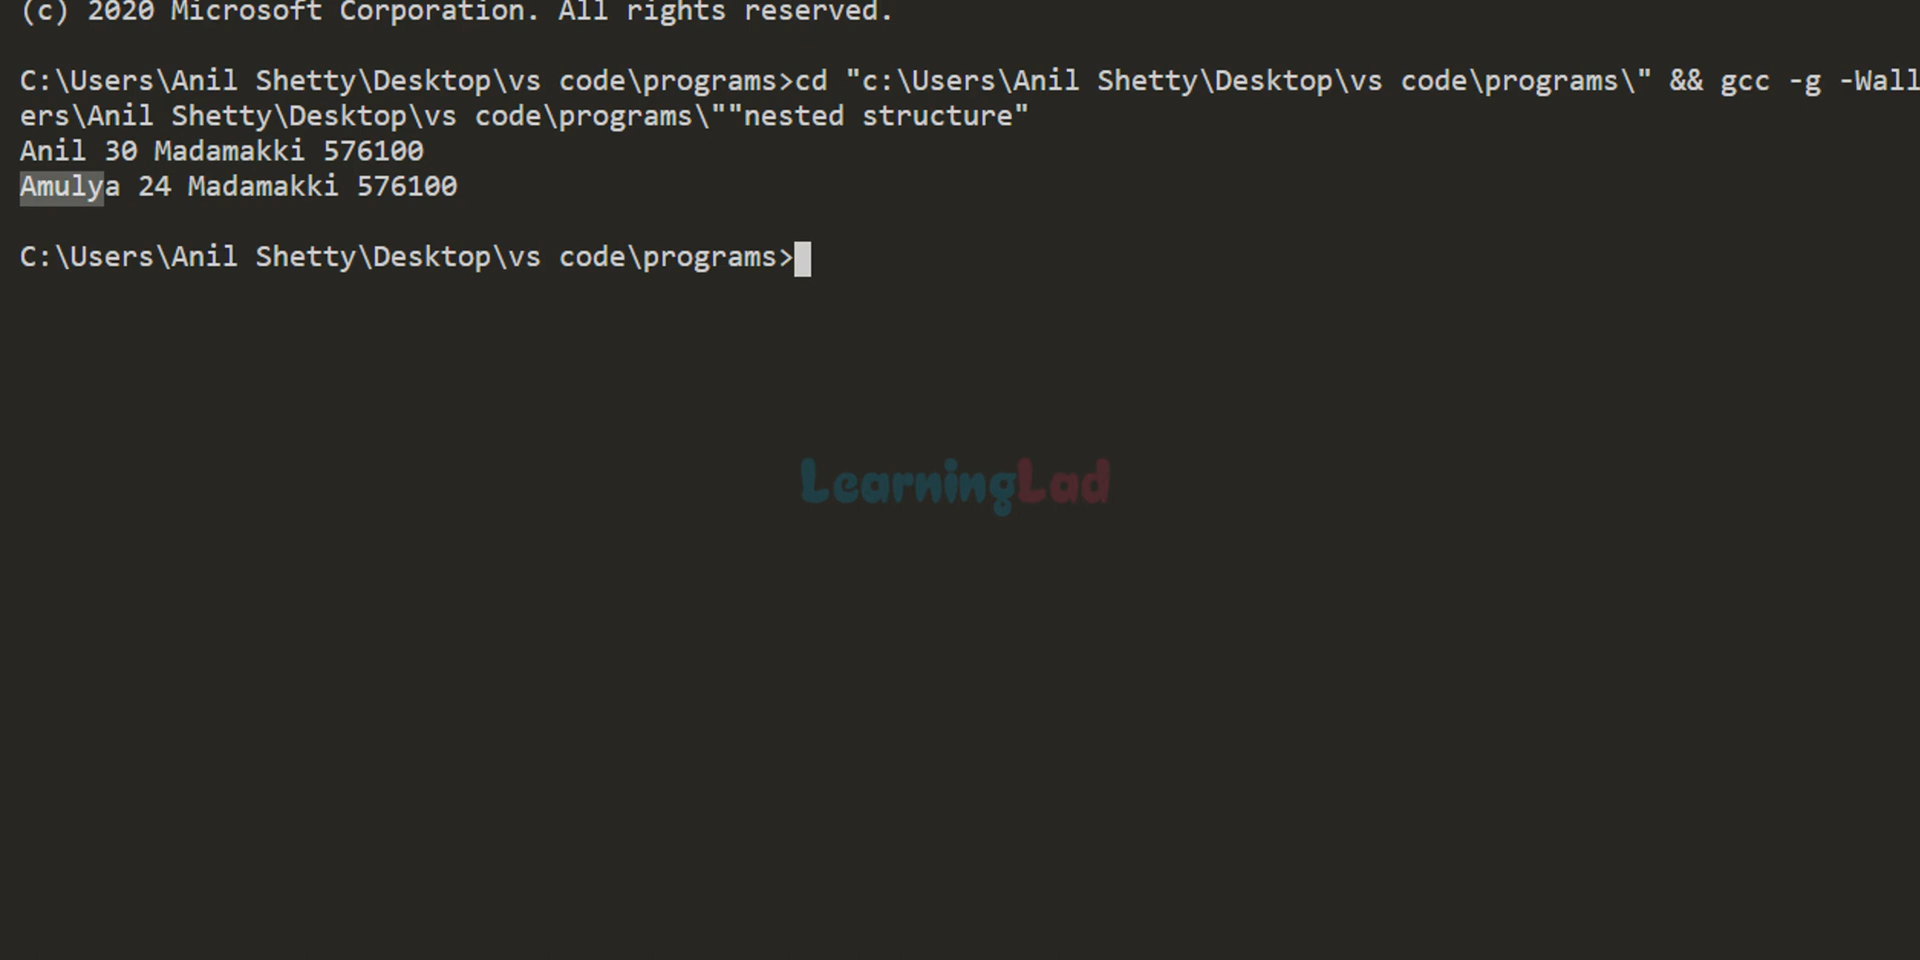 (c) 2020 Microsoft Corporation. All rights reserved.
C:\Users\Anil Shetty\Desktop\vs code\programs>cd "c:\Users\Anil Shetty\Desktop\vs code\programs\" && gcc -g -Wall
ers\Anil Shetty\Desktop\vs code\programs\""nested structure"
Anil 30 Madamakki 576100
Amulya 24 Madamakki 576100
C:\Users\Anil Shetty\Desktop\vs code\programs>
LearningLad